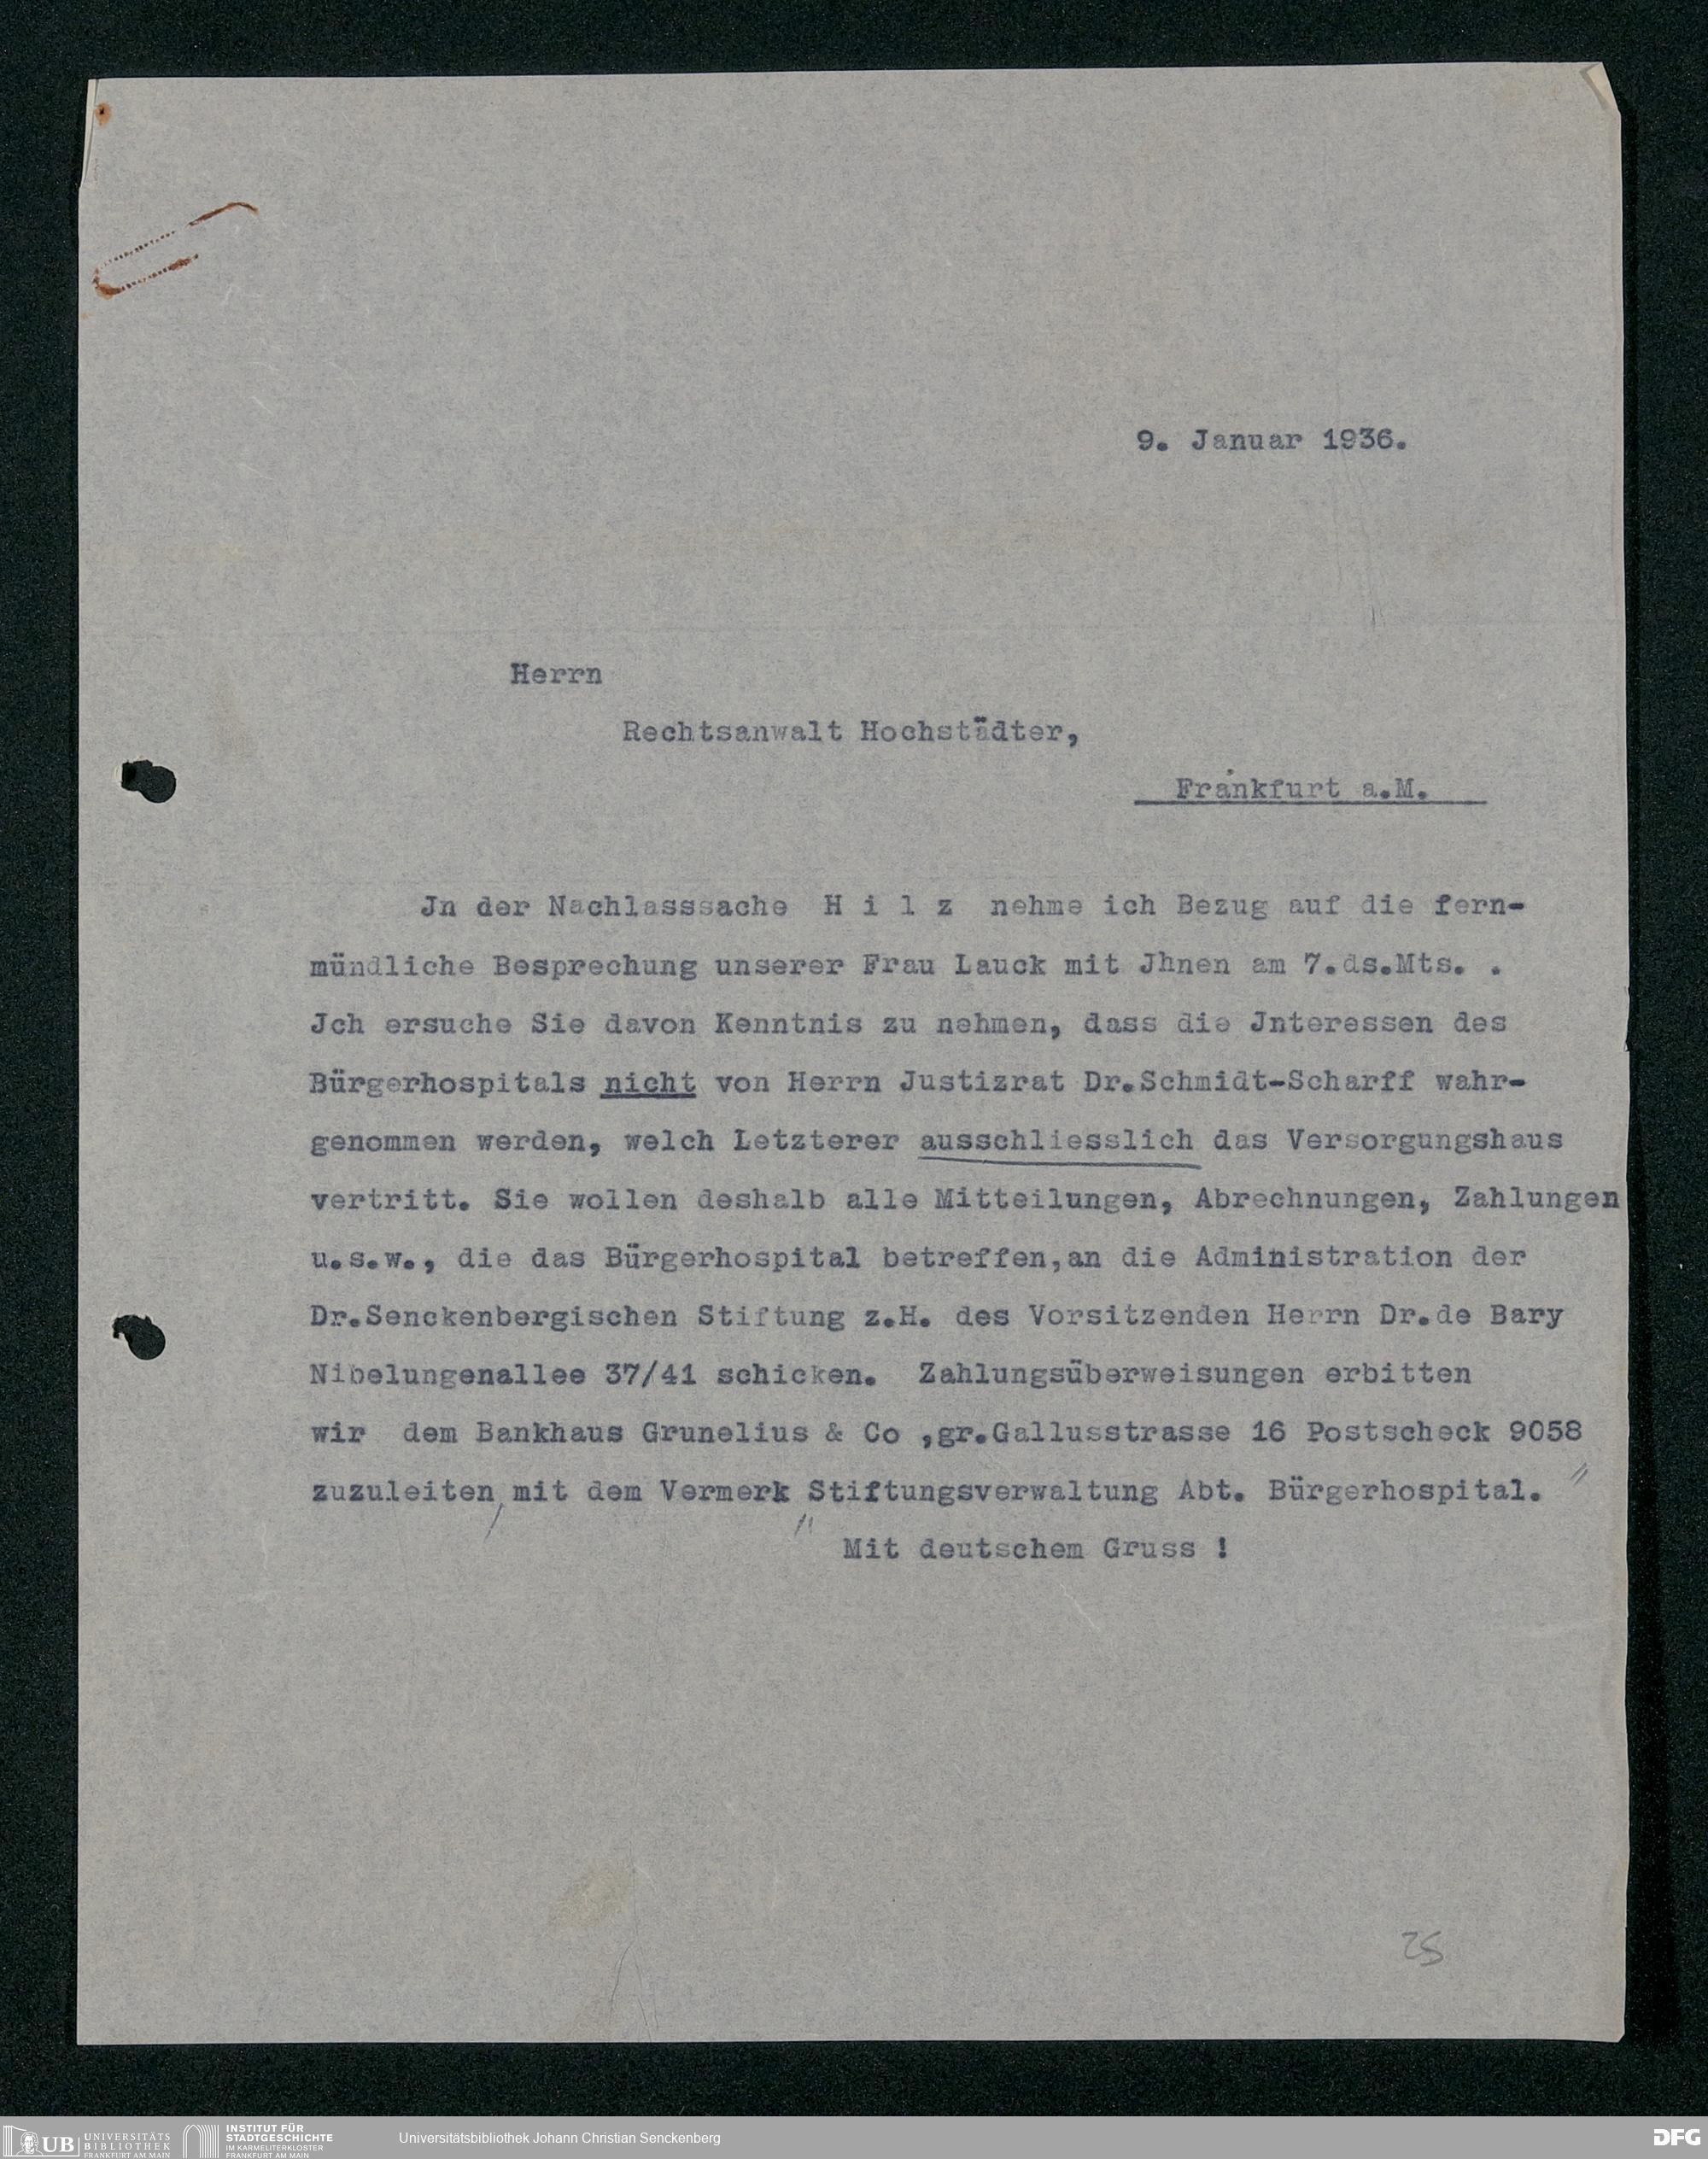 9. Januar 1936.
Herrn
Rechtsanwalt Hochstädter,
Frankfurt a.M.
Jn der Nachlasssache H i l z nehme ich Bezug auf die fern-
mündliche Besprechung unserer Frau Lauck mit Jhnen am 7.ds.Mts. .
Jch ersuche Sie davon Kenntnis zu nehmen, dass die Jnteressen des
Bürgerhospitals nicht von Herrn Justizrat Dr.Schmidt-Scharff wahr-
genommen werden, welch Letzterer ausschliesslich das Versorgungshaus
vertritt. Sie wollen deshalb alle Mitteilungen, Abrechnungen, Zahlungen
u.s.w., die das Bürgerhospital betreffen,an die Administration der
Dr.Senckenbergischen Stiftung z.H. des Vorsitzenden Herrn Dr.de Bary
Nibelungenallee 37/41 schicken. Zahlungsüberweisungen erbitten
wir dem Bankhaus Grunelius & Co ,gr.Gallusstrasse 16 Postscheck 9058
zuzuleiten, mit dem Vermerk "Stiftungsverwaltung Abt. Bürgerhospital."
Mit deutschem Gruss !
25
UB UNIVERSITÄTS
BIBLIOTHEK
FRANKFURT AM MAIN
INSTITUT FÜR
STADTGESCHICHTE
IM KARMELITERKLOSTER
FRANKFURT AM MAIN
Universitätsbibliothek Johann Christian Senckenberg
DFG